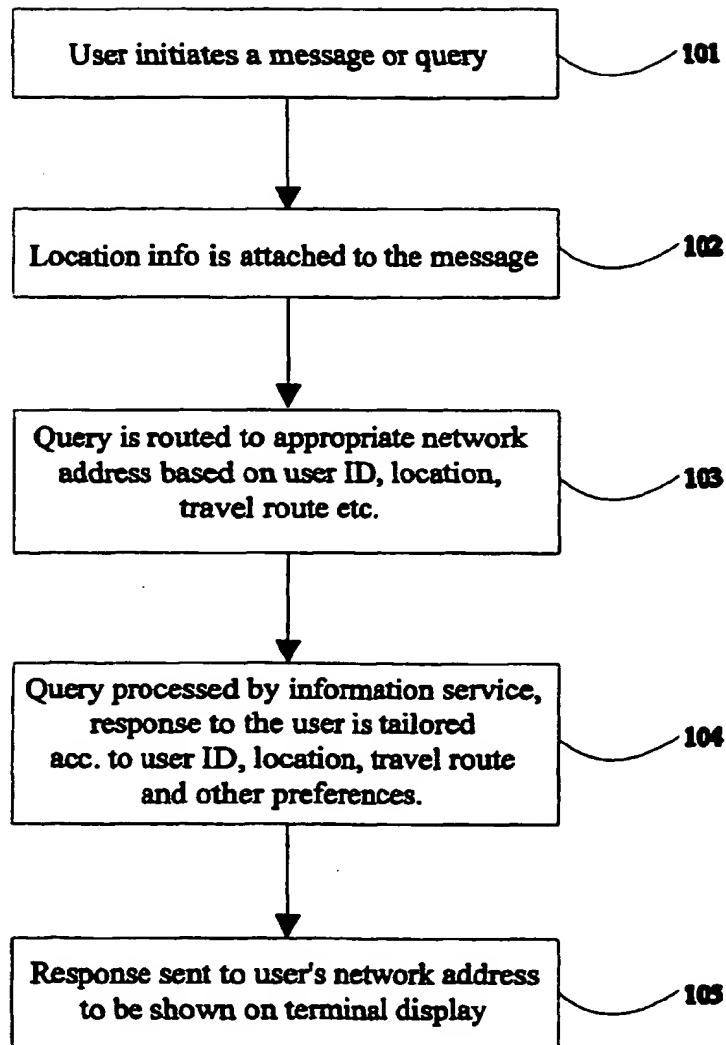 User initiates a message or query
101
Location info is attached to the message
102
Query is routed to appropriate network
address based on user ID, location,
travel route etc.
103
Query processed by information service,
response to the user is tailored
acc. to user ID, location, travel route
and other preferences.
104
Response sent to user's network address
to be shown on terminal display
105